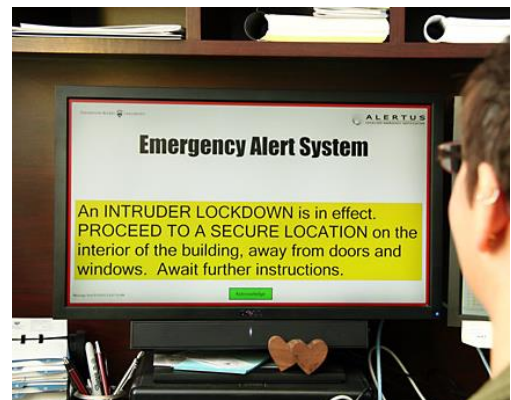 ALERTUS
Emergency Alert System
An INTRUDER LOCKDOWN is in effect.
PROCEED TO A SECURE LOCATION on the
interior of the building, away from doors and
windows. Await further instructions.
Acknowledge